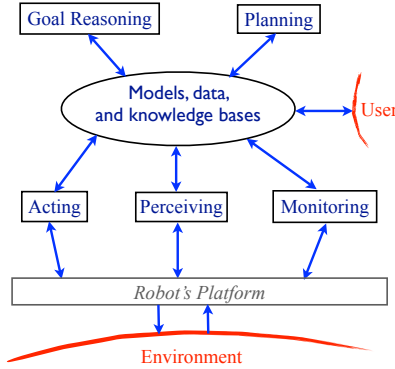 Goal Reasoning
Planning
Models, data,
and knowledge bases
User
Acting
Perceiving
Monitoring
Robot's Platform
Environment